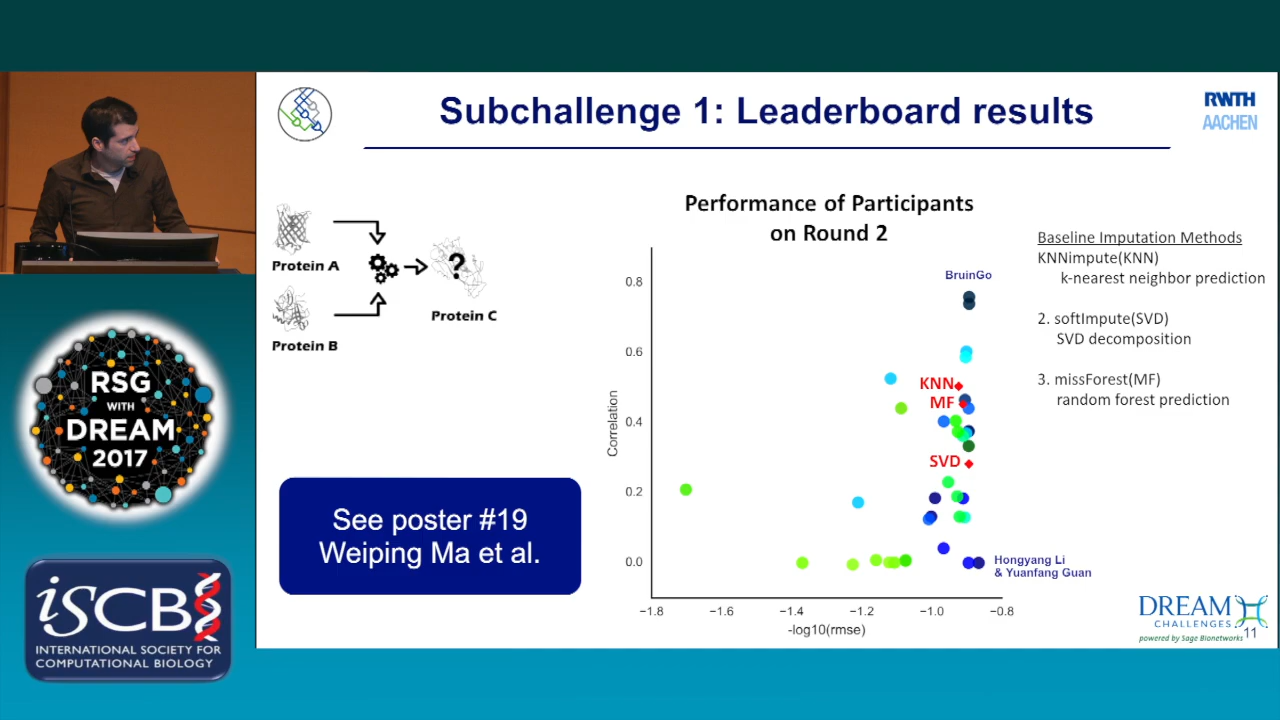 Subchallenge 1: Leaderboard results
RWTH
AACHEN
Protein A
Protein B
?
Protein C
See poster #19
Weiping Ma et al.
Performance of Participants
on Round 2
Correlation
0.8
0.6
0.4
0.2
0.0
−1.8
−1.6
−1.4
−1.2
−1.0
−0.8
-log10(rmse)
BruinGo
KNN
MF
SVD
Hongyang Li
& Yuanfang Guan
Baseline Imputation Methods
KNNimpute(KNN)
k-nearest neighbor prediction
2. softImpute(SVD)
SVD decomposition
3. missForest(MF)
random forest prediction
DREAM
CHALLENGES
powered by Sage Bionetworks
11
RSG
WITH
DREAM
2017
iSCB
INTERNATIONAL SOCIETY FOR
COMPUTATIONAL BIOLOGY